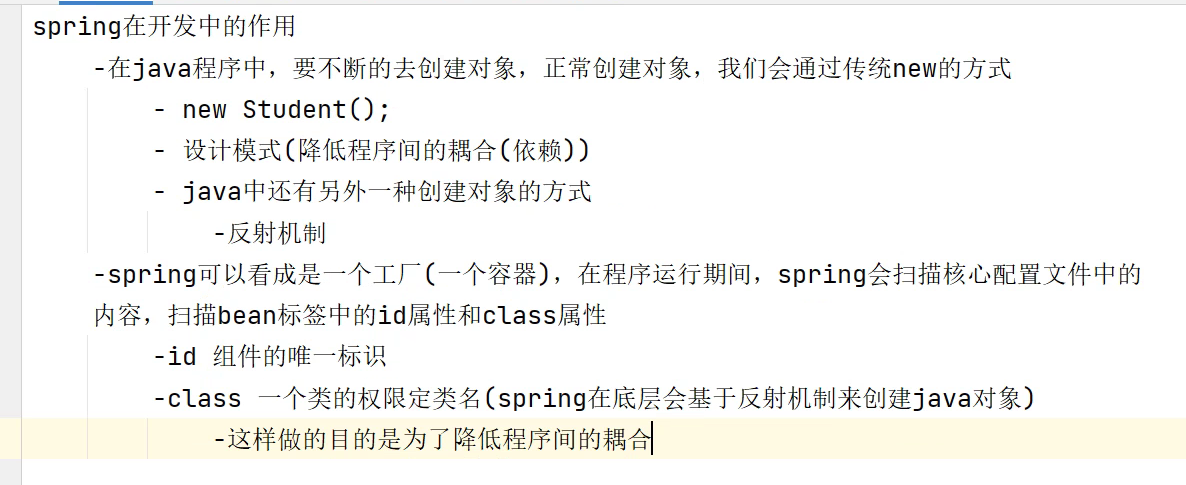 spring在开发中的作用
-在java程序中，要不断的去创建对象，正常创建对象，我们会通过传统new的方式
- new Student();
- 设计模式(降低程序间的耦合(依赖))
- java中还有另外一种创建对象的方式
-反射机制
-spring可以看成是一个工厂(一个容器)，在程序运行期间，spring会扫描核心配置文件中的
内容，扫描bean标签中的id属性和class属性
-id 组件的唯一标识
-class 一个类的权限定类名(spring在底层会基于反射机制来创建java对象)
-这样做的目的是为了降低程序间的耦合